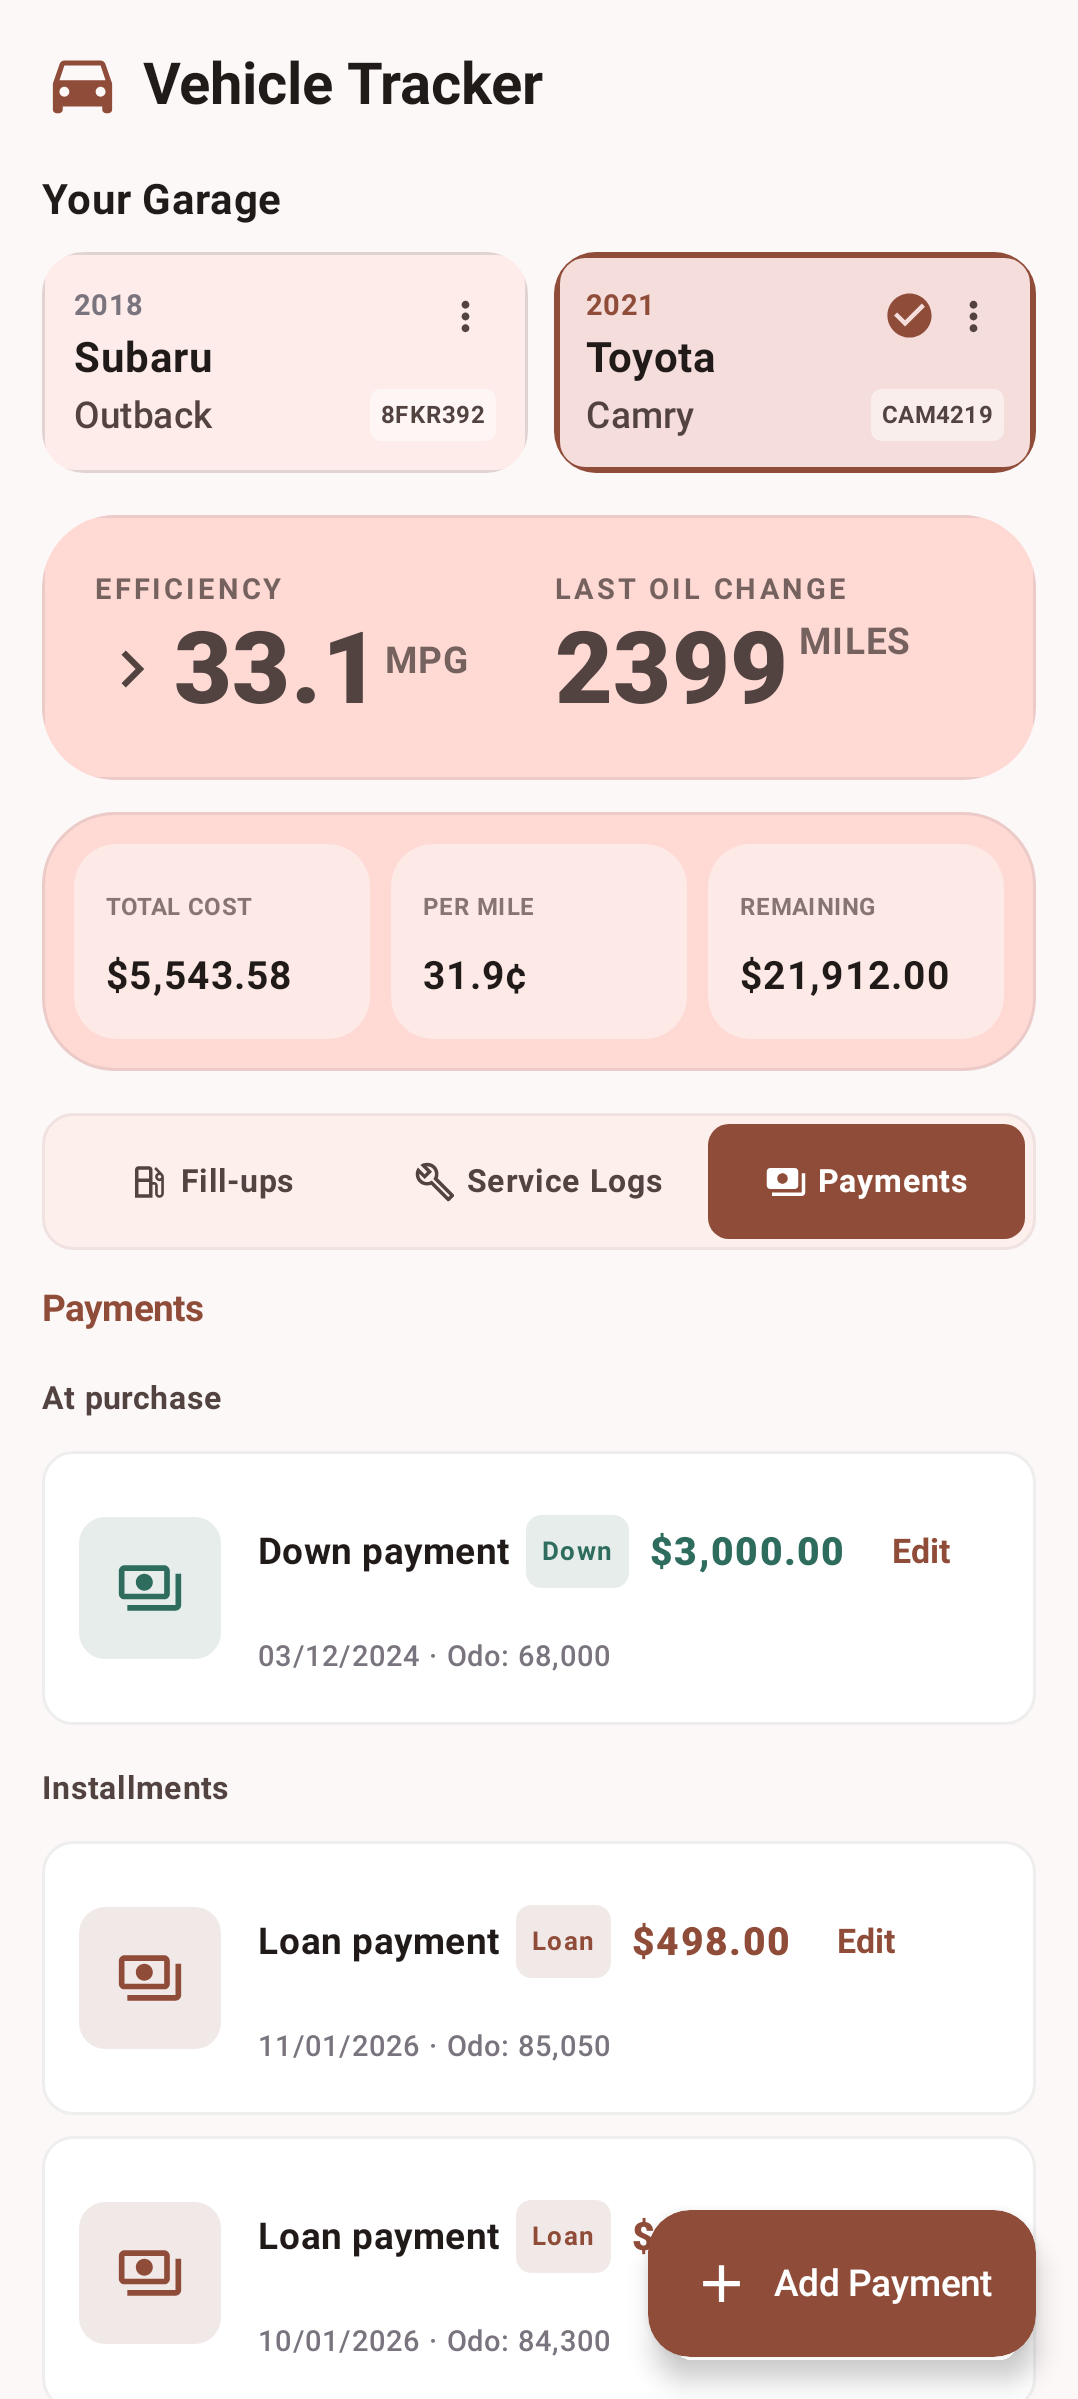 Vehicle Tracker
Your Garage
2018
Subaru
Outback
8FKR392
2021
Toyota
Camry
CAM4219
EFFICIENCY
33.1 MPG
LAST OIL CHANGE
2399 MILES
TOTAL COST
$5,543.58
PER MILE
31.9¢
REMAINING
$21,912.00
Fill-ups
Service Logs
Payments
Payments
At purchase
Down payment Down $3,000.00 Edit
03/12/2024 · Odo: 68,000
Installments
Loan payment Loan $498.00 Edit
11/01/2026 · Odo: 85,050
Loan payment Loan $
10/01/2026 · Odo: 84,300
Add Payment